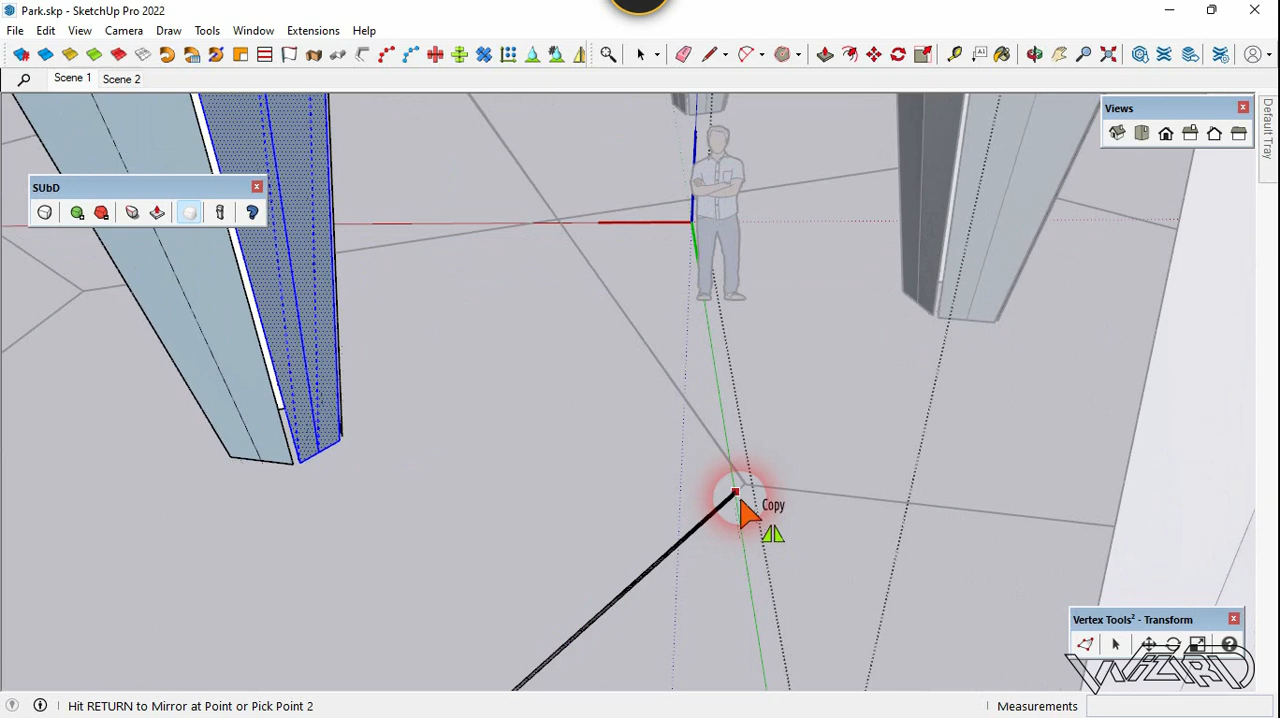 Park.skp - SketchUp Pro 2022
File Edit View Camera Draw Tools Window Extensions Help
Scene 1 Scene 2
Views
Default Tray
SUbD
Copy
Vertex Tools² - Transform
WIZARD
Hit RETURN to Mirror at Point or Pick Point 2
Measurements